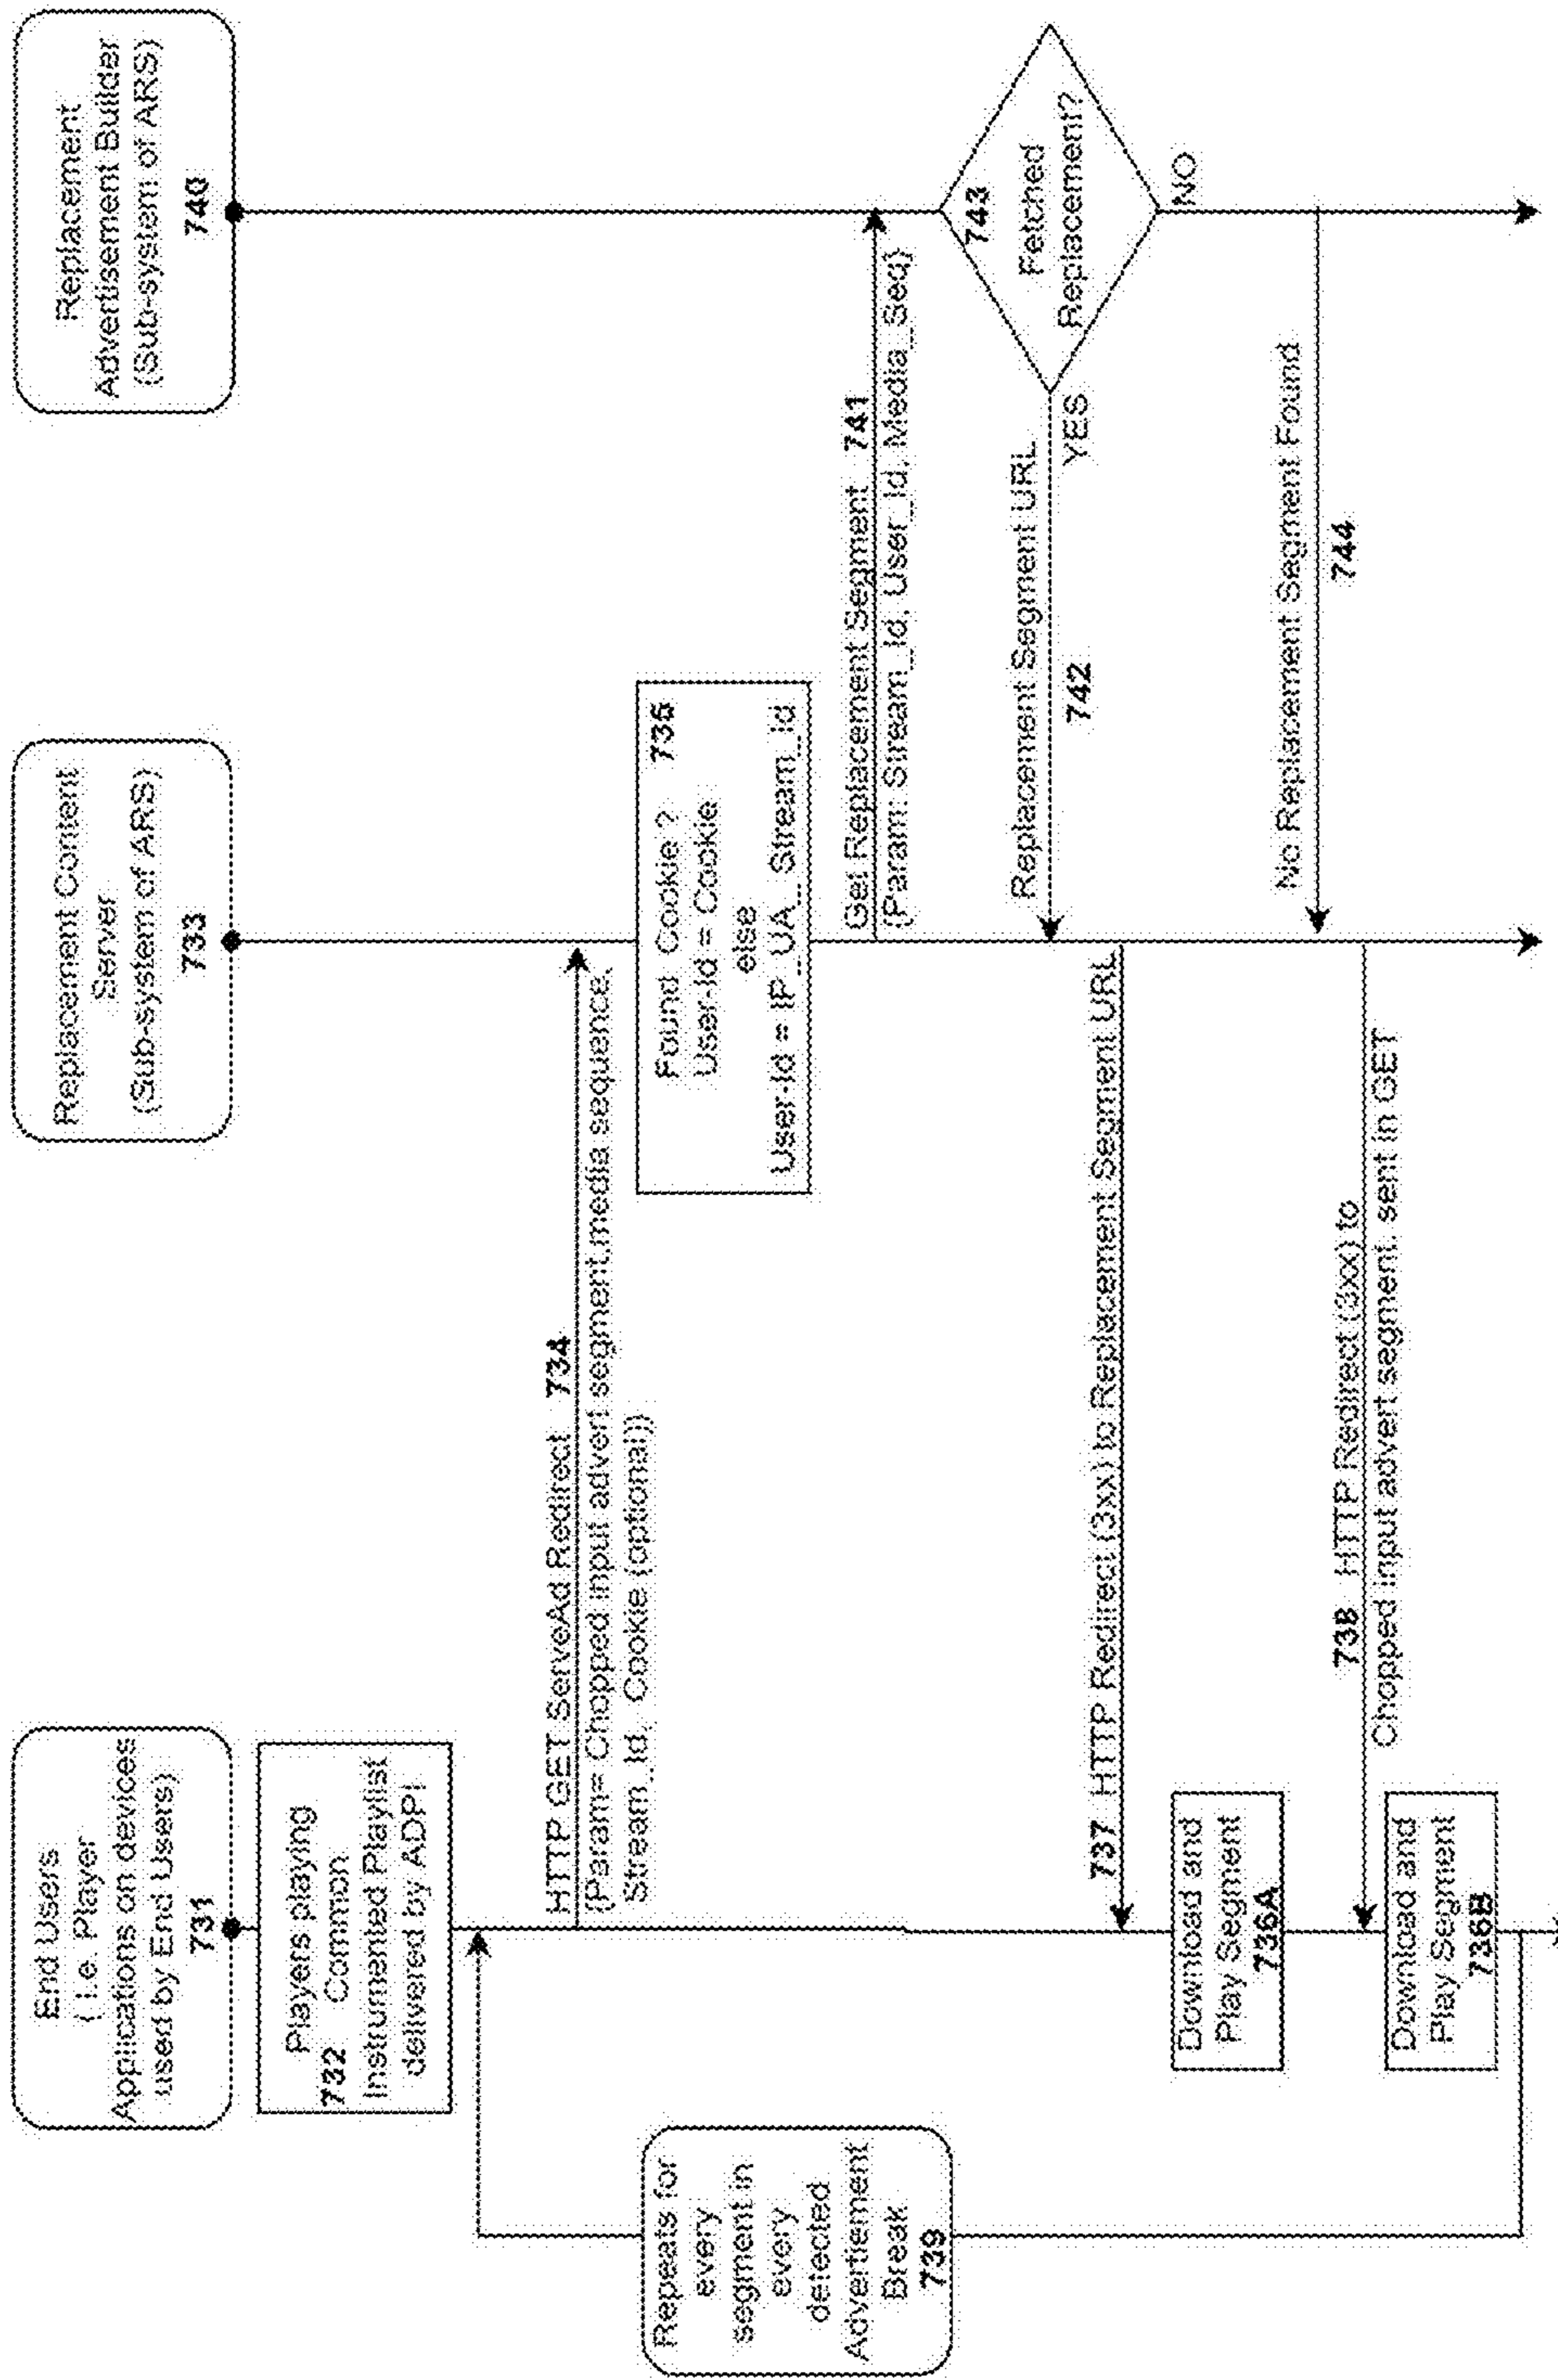 End Users
( i.e. Player
Applications on devices
used by End Users)
731
Replacement Content
Server
(Sub-system of ARS)
733
Replacement
Advertisement Builder
(Sub-system of ARS)
740
Players playing
732 Common
Instrumented Playlist
delivered by ADPI
HTTP GET ServeAd Redirect 734
(Param= Chopped input advert segment.media sequence,
Stream_Id, Cookie (optional))
Found Cookie ? 735
User-Id = Cookie
else
User-Id = IP_UA_Stream_Id
Get Replacement Segment 741
(Param: Stream_Id, User_Id, Media_Seq)
743
Fetched
Replacement?
YES
NO
Replacement Segment URL
742
737 HTTP Redirect (3xx) to Replacement Segment URL
Download and
Play Segment
736A
No Replacement Segment Found
744
738 HTTP Redirect (3xx) to
Chopped input advert segment. sent in GET
Download and
Play Segment
736B
Repeats for
every
segment in
every
detected
Advertiement
Break
739